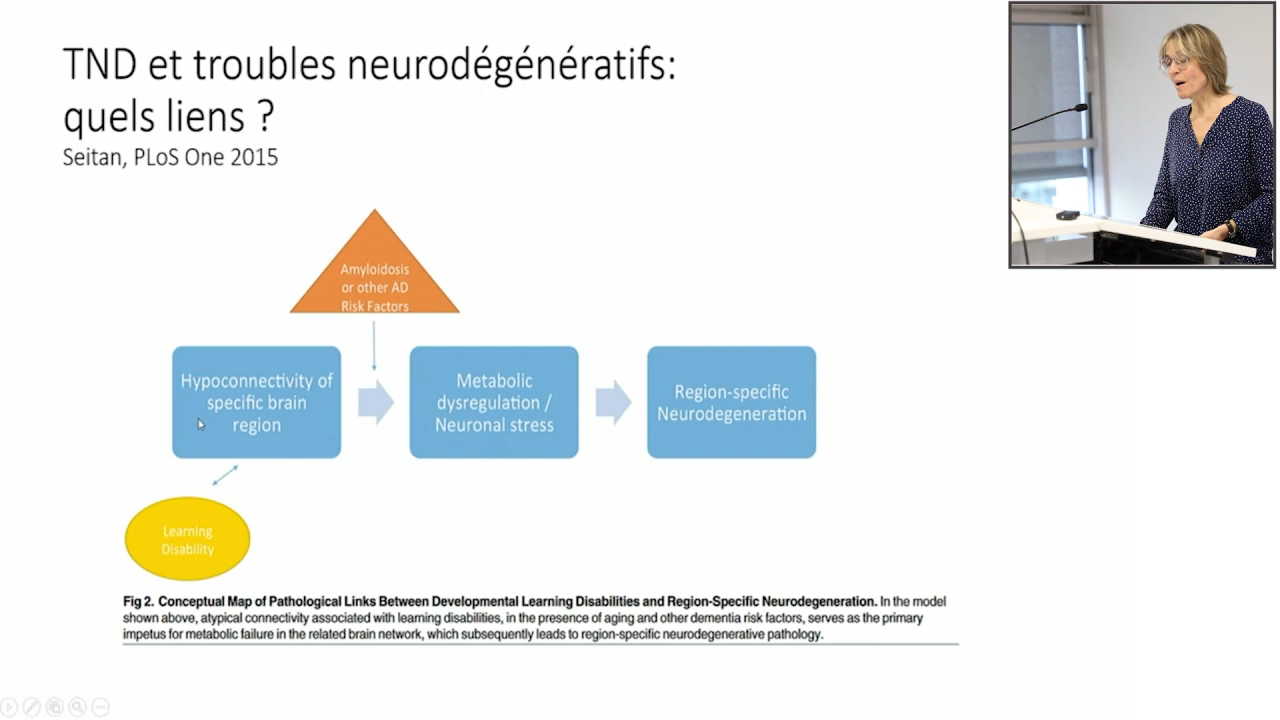 TND et troubles neurodégénératifs:
quels liens ?
Seitan, PLoS One 2015
Amyloidosis
or other AD
Risk Factors
Hypoconnectivity of
specific brain
region
Metabolic
dysregulation /
Neuronal stress
Region-specific
Neurodegeneration
Learning
Disability
Fig 2. Conceptual Map of Pathological Links Between Developmental Learning Disabilities and Region-Specific Neurodegeneration. In the model
shown above, atypical connectivity associated with learning disabilities, in the presence of aging and other dementia risk factors, serves as the primary
impetus for metabolic failure in the related brain network, which subsequently leads to region-specific neurodegenerative pathology.